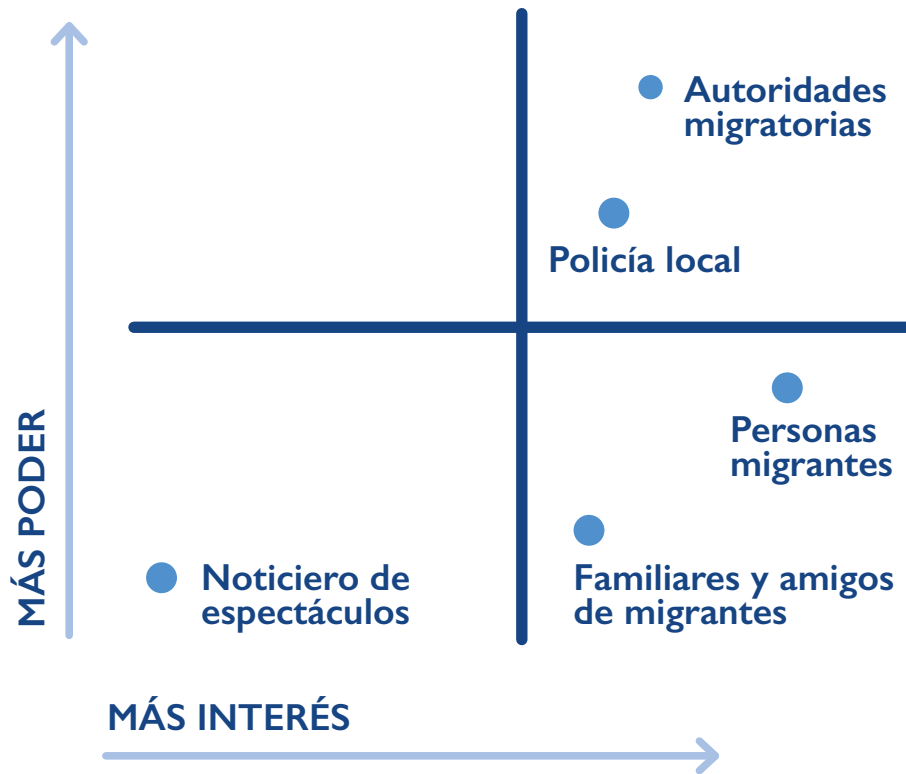 Autoridades
migratorias
Policía local
Personas
migrantes
Familiares y amigos
de migrantes
Noticiero de
espectáculos
MÁS PODER
MÁS INTERÉS